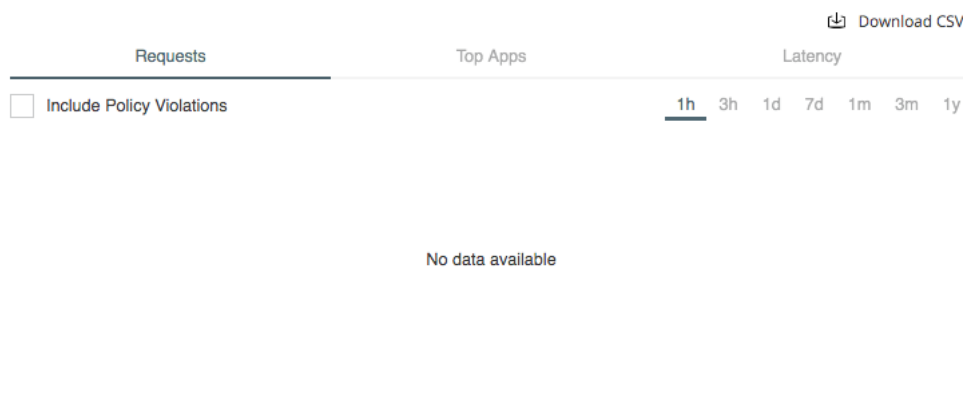 Download CSV
Requests Top Apps Latency
Include Policy Violations 1h 3h 1d 7d 1m 3m 1y
No data available